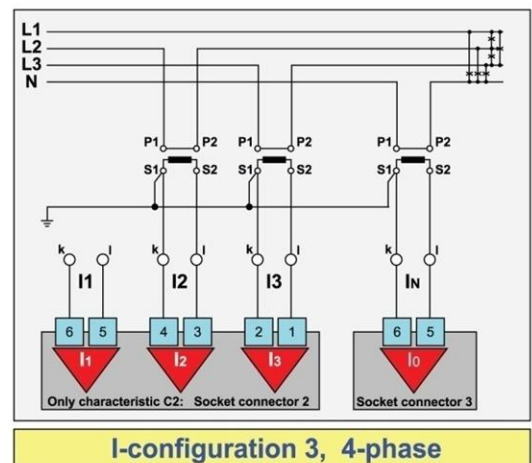 L1
L2
L3
N
P1 P2 P1 P2 P1 P2
S1 S2 S1 S2 S1 S2
k l k l k l k l
I1 I2 I3 IN
6 5 4 3 2 1 6 5
I1 I2 I3 I0
Only characteristic C2: Socket connector 2 Socket connector 3
I-configuration 3, 4-phase